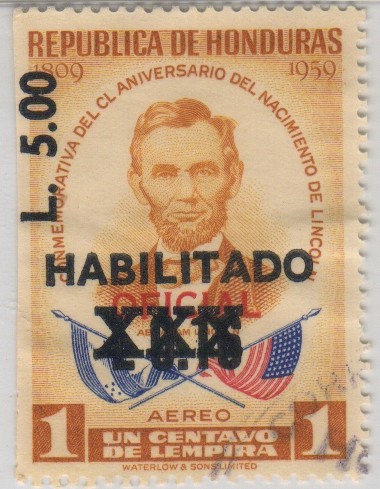 REPUBLICA DE HONDURAS
1809 1959
CONMEMORATIVA DEL CL ANIVERSARIO DEL NACIMIENTO DE LINCOLN
L. 5.00
HABILITADO
OFICIAL
XXX
AEREO
1 UN CENTAVO DE LEMPIRA 1
WATERLOW & SONS LIMITED